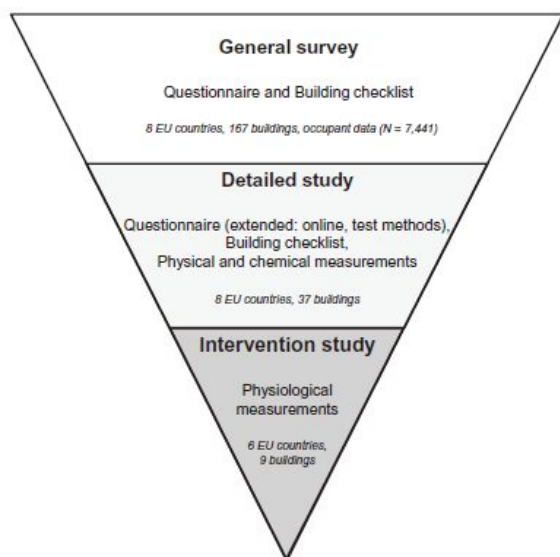 General survey
Questionnaire and Building checklist
8 EU countries, 167 buildings, occupant data (N = 7,441)
Detailed study
Questionnaire (extended: online, test methods),
Building checklist,
Physical and chemical measurements
8 EU countries, 37 buildings
Intervention study
Physiological
measurements
6 EU countries,
9 buildings